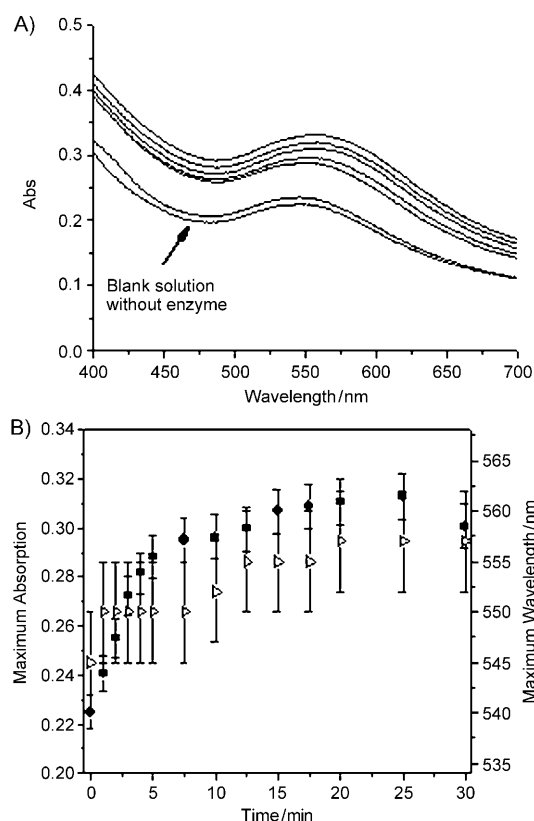 A)
0.5
0.4
0.3
0.2
0.1
0.0
Abs
Blank solution
without enzyme
400 450 500 550 600 650 700
Wavelength/nm
B)
0.34
0.32
0.30
0.28
0.26
0.24
0.22
0.20
Maximum Absorption
565
560
555
550
545
540
535
Maximum Wavelength/nm
0 5 10 15 20 25 30
Time/min